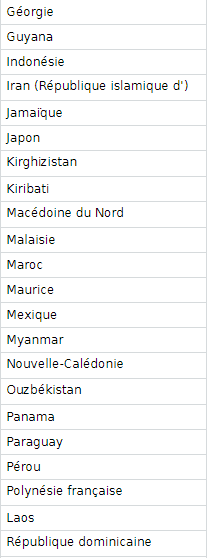 Géorgie
Guyana
Indonésie
Iran (République islamique d')
Jamaïque
Japon
Kirghizistan
Kiribati
Macédoine du Nord
Malaisie
Maroc
Maurice
Mexique
Myanmar
Nouvelle-Calédonie
Ouzbékistan
Panama
Paraguay
Pérou
Polynésie française
Laos
République dominicaine